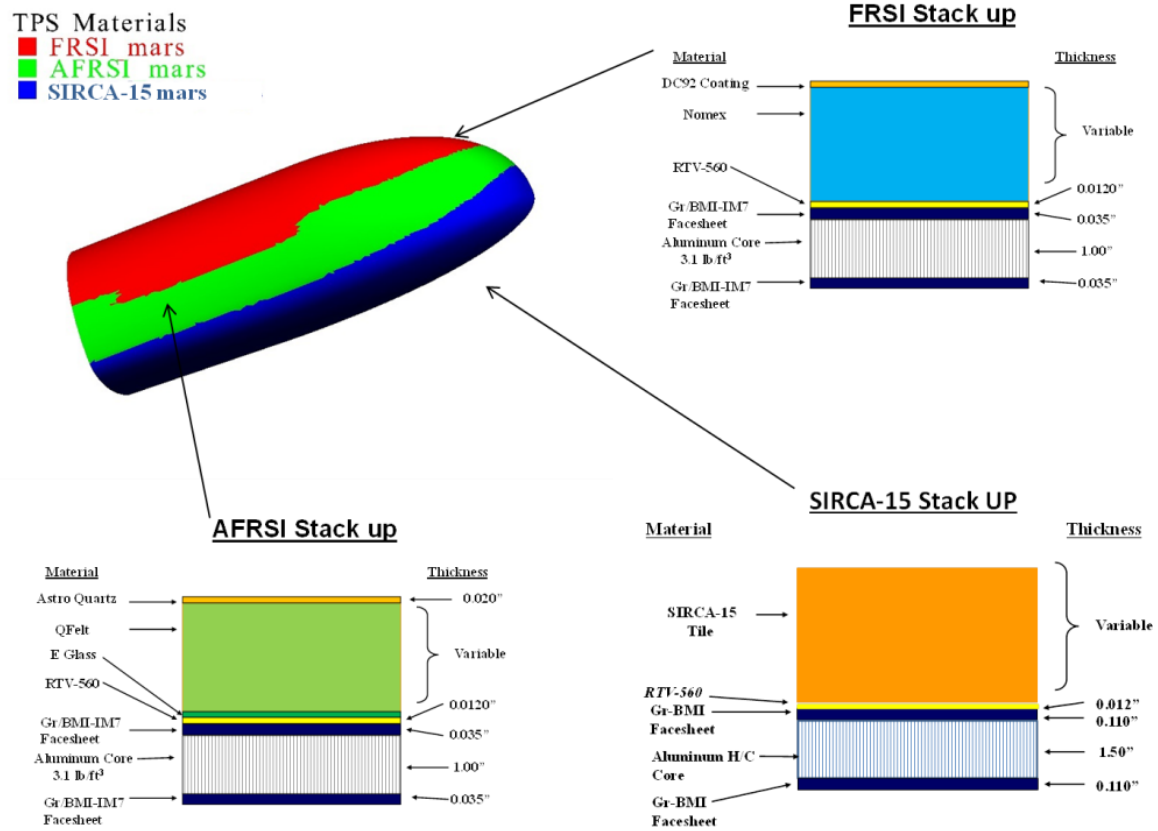 TPS Materials
FRSI_mars
AFRSI_mars
SIRCA-15 mars
FRSI Stack up
Material
Thickness
DC92 Coating
Nomex
Variable
RTV-560
0.0120”
Gr/BMI-IM7
Facesheet
0.035”
Aluminum Core
3.1 lb/ft³
1.00”
Gr/BMI-IM7
Facesheet
0.035”
AFRSI Stack up
Material
Thickness
Astro Quartz
0.020”
QFelt
E Glass
Variable
RTV-560
0.0120”
Gr/BMI-IM7
Facesheet
0.035”
Aluminum Core
3.1 lb/ft³
1.00”
Gr/BMI-IM7
Facesheet
0.035”
SIRCA-15 Stack UP
Material
Thickness
SIRCA-15
Tile
Variable
RTV-560
0.012”
Gr-BMI
Facesheet
0.110”
Aluminum H/C
Core
1.50”
Gr-BMI
Facesheet
0.110”